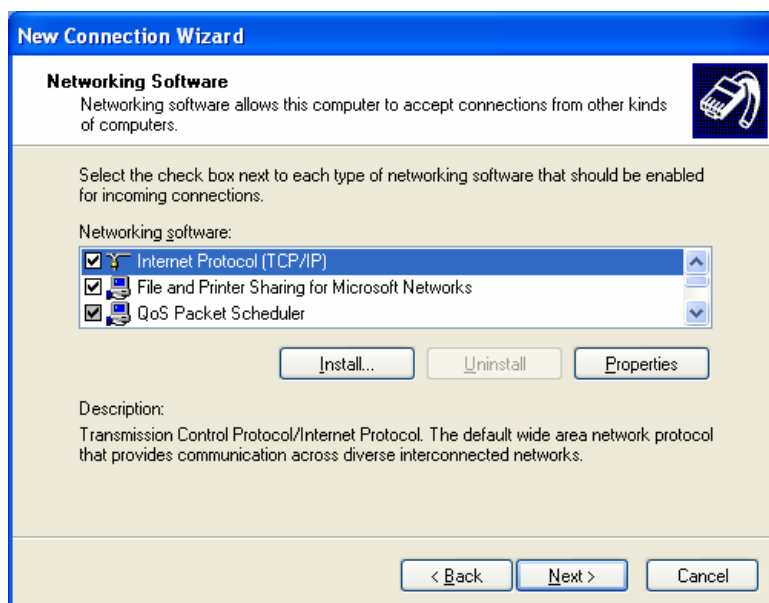 New Connection Wizard
Networking Software
Networking software allows this computer to accept connections from other kinds
of computers.
Select the check box next to each type of networking software that should be enabled
for incoming connections.
Networking software:
Internet Protocol (TCP/IP)
File and Printer Sharing for Microsoft Networks
QoS Packet Scheduler
Install... Uninstall Properties
Description:
Transmission Control Protocol/Internet Protocol. The default wide area network protocol
that provides communication across diverse interconnected networks.
< Back Next > Cancel